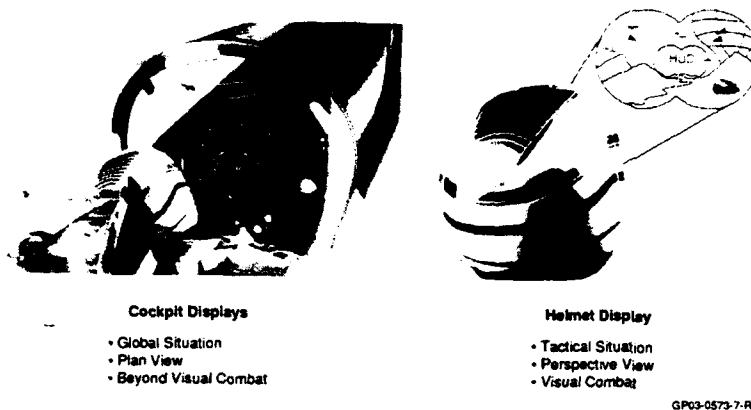 HUD
Cockpit Displays
• Global Situation
• Plan View
• Beyond Visual Combat
Helmet Display
• Tactical Situation
• Perspective View
• Visual Combat
GP03-0573-7-R